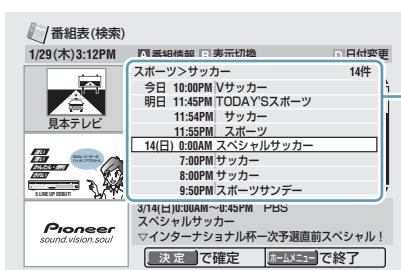 番組表(検索)
1/29(木)3:12PM
A 番組情報 B 表示切換 D 日付変更
スポーツ>サッカー 14件
今日 10:00PM Vサッカー
明日 11:45PM TODAY'Sスポーツ
11:54PM サッカー
11:55PM スポーツ
14(日) 0:00AM スペシャルサッカー
7:00PM サッカー
8:00PM サッカー
9:50PM スポーツサンデー
見本テレビ
5 LINE UP DEBUT!
Pioneer
sound.vision.soul
3/14(日)0:00AM～0:45PM PBS
スペシャルサッカー
▽インターナショナル杯一次予選直前スペシャル!
決定 で確定 ホームメニュー で終了